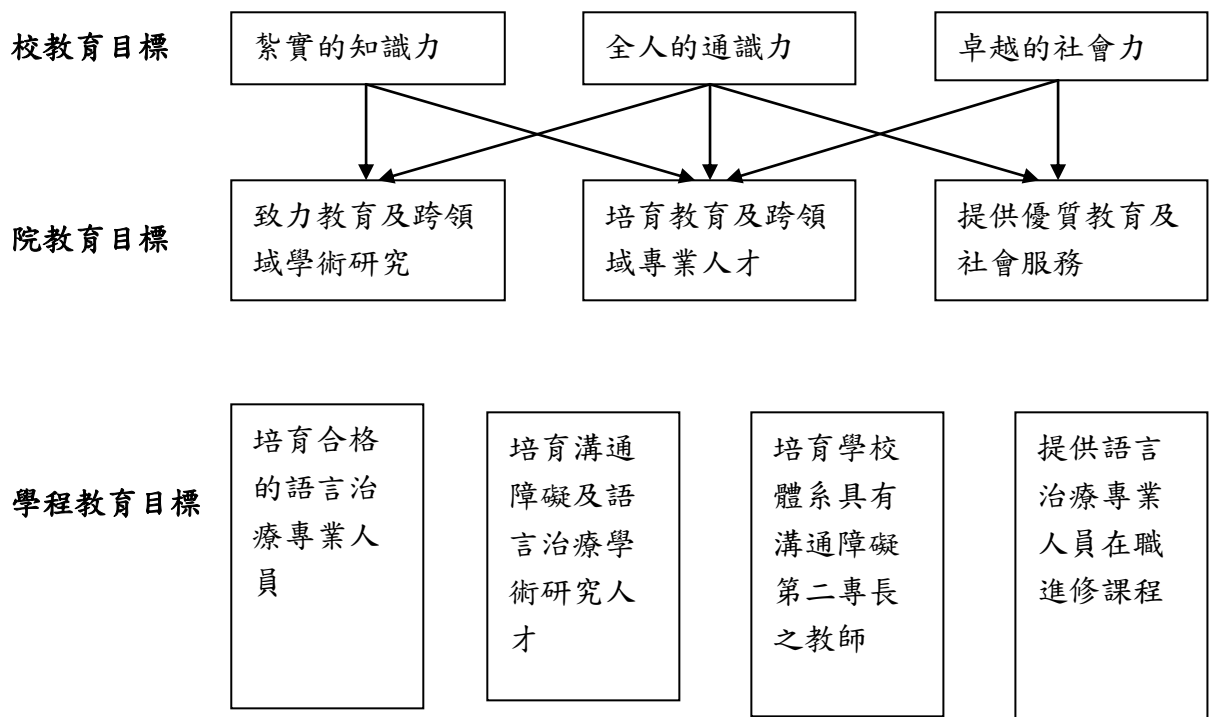 校教育目標
紮實的知識力
全人的通識力
卓越的社會力
院教育目標
致力教育及跨領
域學術研究
培育教育及跨領
域專業人才
提供優質教育及
社會服務
學程教育目標
培育合格
的語言治
療專業人
員
培育溝通
障礙及語
言治療學
術研究人
才
培育學校
體系具有
溝通障礙
第二專長
之教師
提供語言
治療專業
人員在職
進修課程